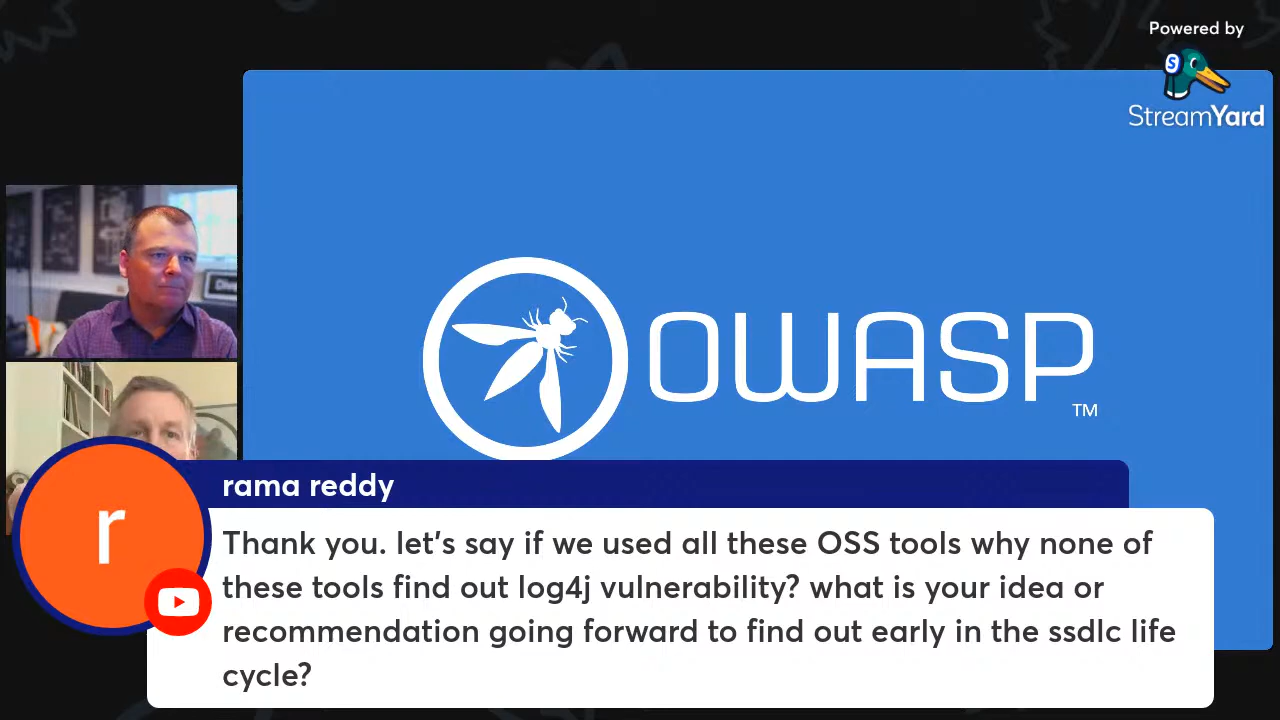 Powered by
S
StreamYard
OWASP
TM
r
rama reddy
Thank you. let's say if we used all these OSS tools why none of
these tools find out log4j vulnerability? what is your idea or
recommendation going forward to find out early in the ssdlc life
cycle?